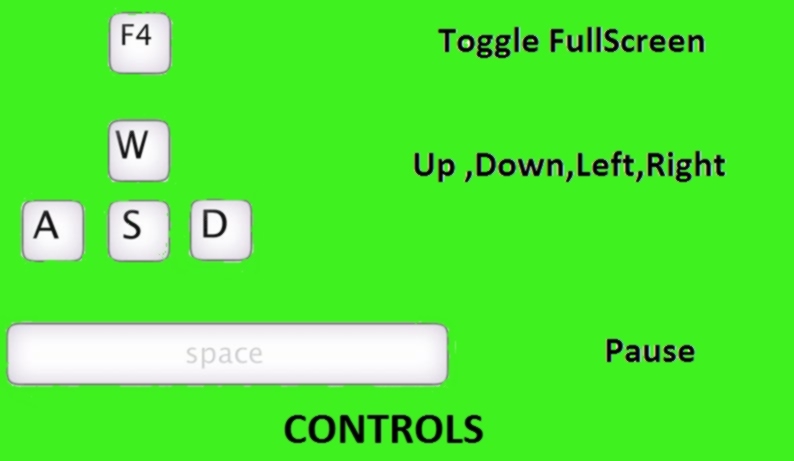 F4 Toggle FullScreen
W Up ,Down,Left,Right
A S D
space Pause
CONTROLS